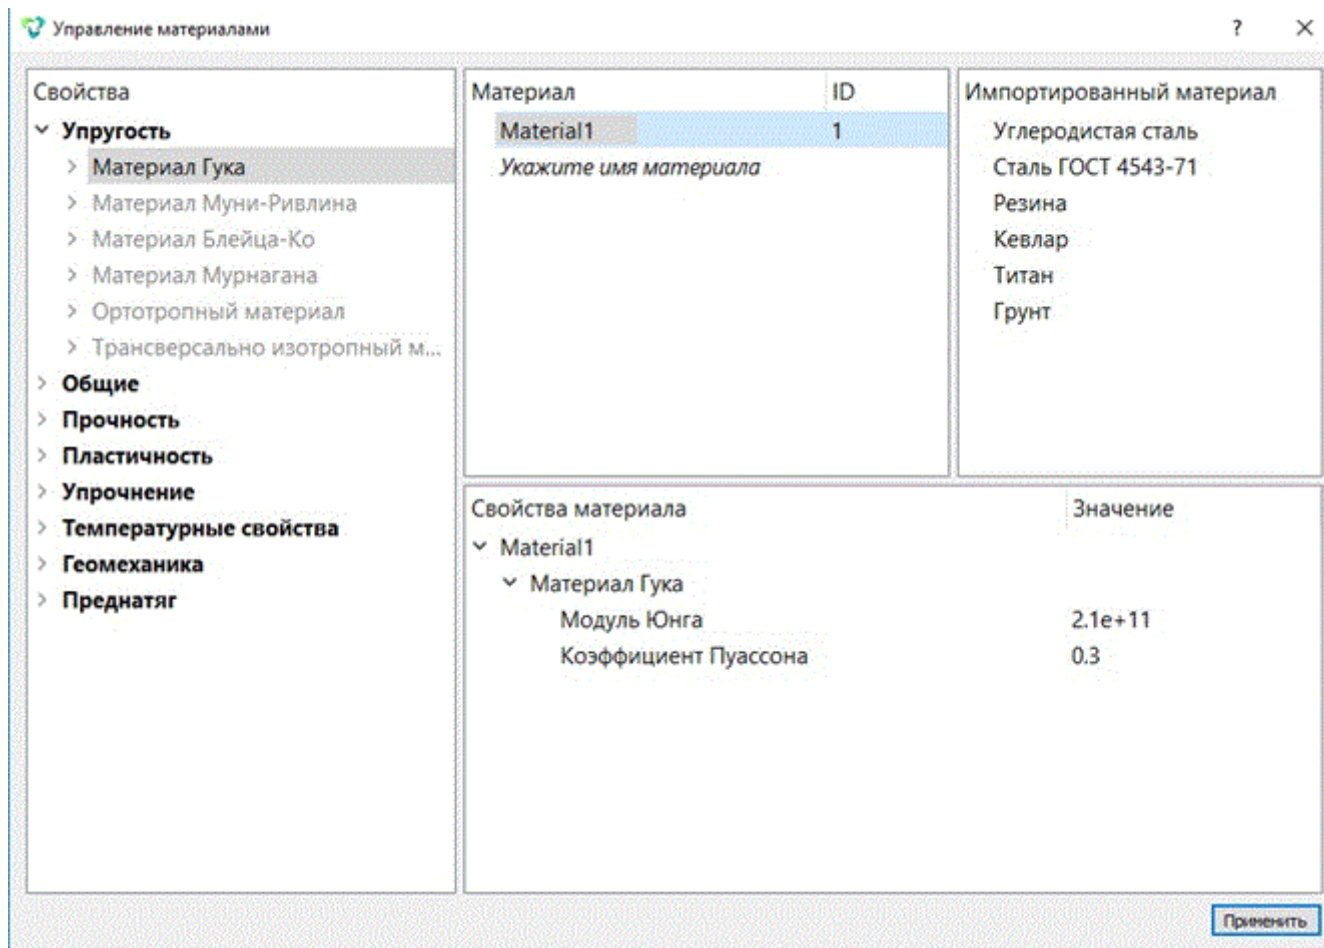 Управление материалами
?
Свойства
Упругость
Материал Гука
Материал Муни-Ривлина
Материал Блейца-Ко
Материал Мурнагана
Ортотропный материал
Трансверсально изотропный м...
Общие
Прочность
Пластичность
Упрочнение
Температурные свойства
Геомеханика
Преднатяг
Материал ID
Material1 1
Укажите имя материала
Импортированный материал
Углеродистая сталь
Сталь ГОСТ 4543-71
Резина
Кевлар
Титан
Грунт
Свойства материала Значение
Material1
Материал Гука
Модуль Юнга 2.1e+11
Коэффициент Пуассона 0.3
Применить